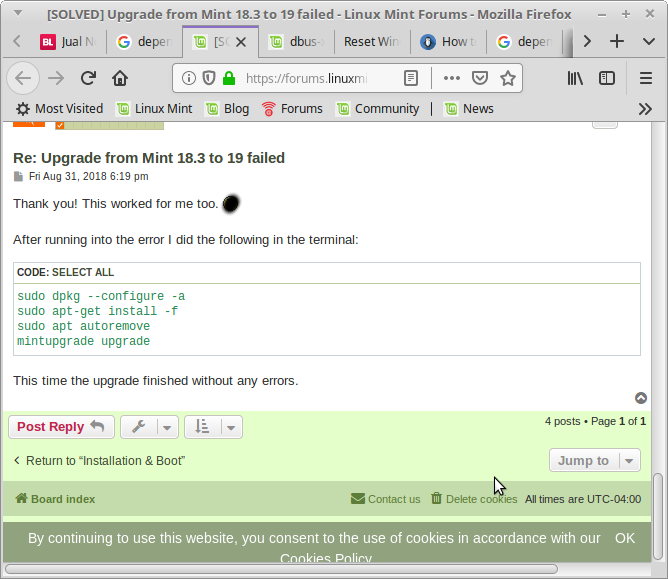 [SOLVED] Upgrade from Mint 18.3 to 19 failed - Linux Mint Forums - Mozilla Firefox
BL Jual N G depen [SC dbus-x Reset Win How to G depen
https://forums.linuxmi
Most Visited Linux Mint Blog Forums Community | News
Re: Upgrade from Mint 18.3 to 19 failed
Fri Aug 31, 2018 6:19 pm
Thank you! This worked for me too.
After running into the error I did the following in the terminal:
CODE: SELECT ALL
sudo dpkg --configure -a
sudo apt-get install -f
sudo apt autoremove
mintupgrade upgrade
This time the upgrade finished without any errors.
Post Reply
4 posts • Page 1 of 1
Return to “Installation & Boot”
Jump to
Board index Contact us Delete cookies All times are UTC-04:00
By continuing to use this website, you consent to the use of cookies in accordance with our OK
Cookies Policy